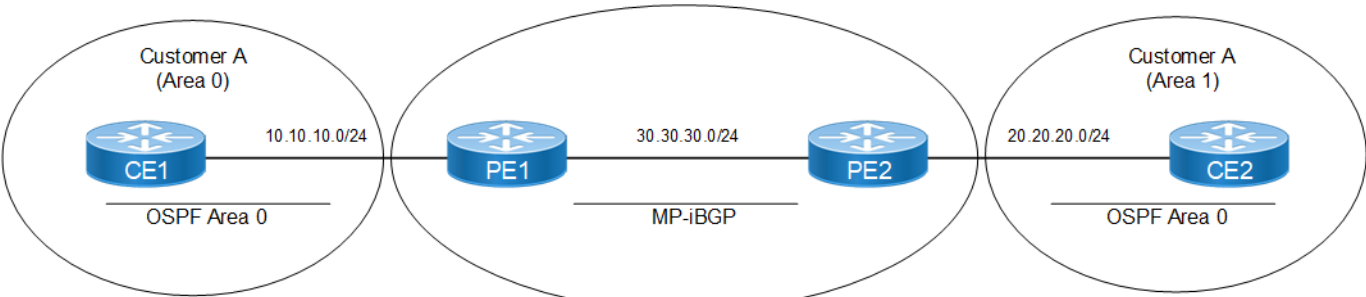 Customer A
(Area 0)
Customer A
(Area 1)
10.10.10.0/24
30.30.30.0/24
20.20.20.0/24
CE1
PE1
PE2
CE2
OSPF Area 0
MP-iBGP
OSPF Area 0